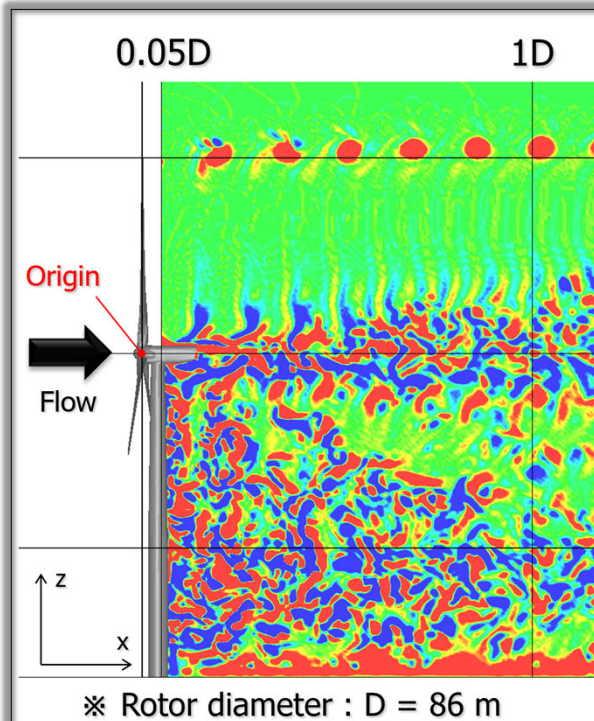 0.05D
1D
Origin
Flow
z
x
※ Rotor diameter : D = 86 m